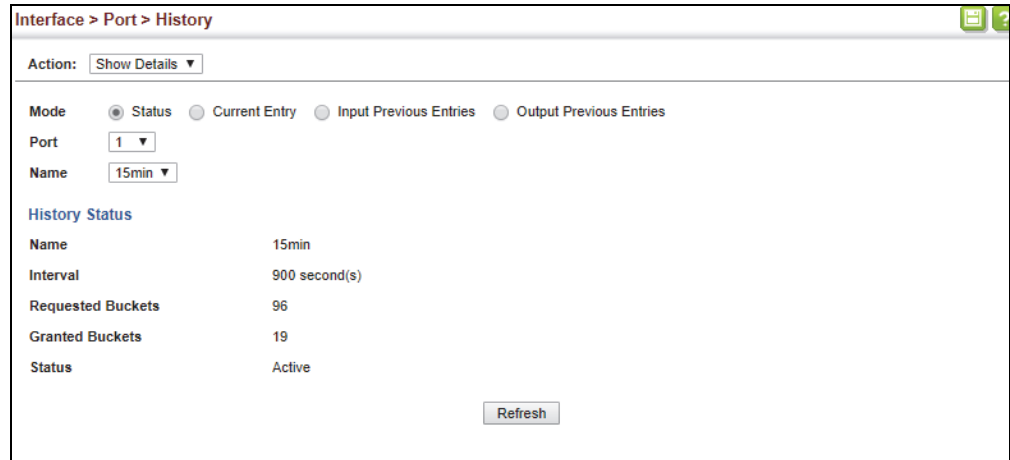 Interface > Port > History
?
Action: Show Details
Mode Status Current Entry Input Previous Entries Output Previous Entries
Port 1
Name 15min
History Status
Name 15min
Interval 900 second(s)
Requested Buckets 96
Granted Buckets 19
Status Active
Refresh